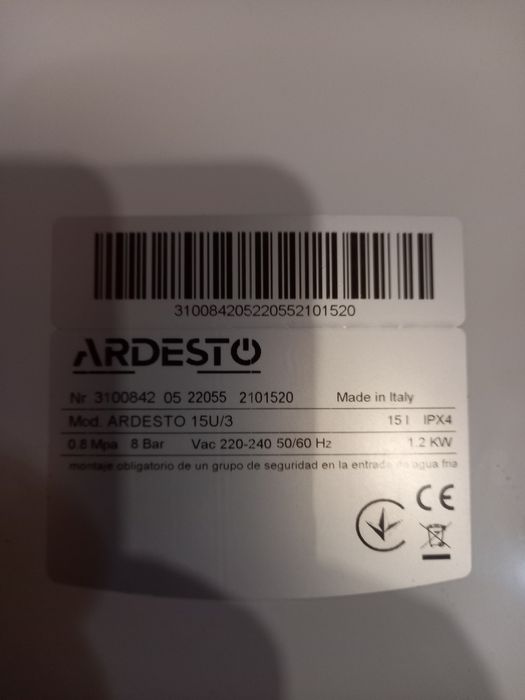 310084205220552101520
ARDESTO
Nr 3100842 05 22055 2101520 Made in Italy
Mod. ARDESTO 15U/3 15 l IPX4
0.8 Mpa 8 Bar Vac 220-240 50/60 Hz 1.2 KW
montaje obligatorio de un grupo de seguridad en la entrada de agua fria
CE